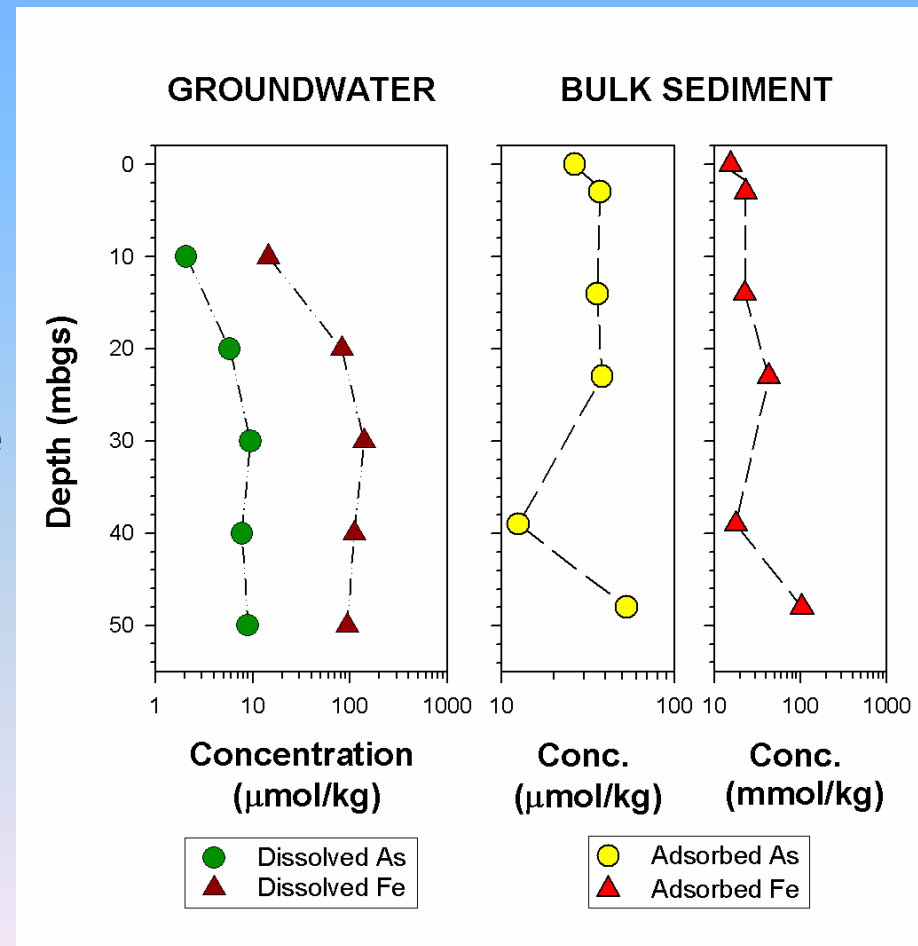 GROUNDWATER
BULK SEDIMENT
Depth (mbgs)
0
10
20
30
40
50
1 10 100 1000
10 100
10 100 1000
Concentration
(μmol/kg)
Conc.
(μmol/kg)
Conc.
(mmol/kg)
Dissolved As
Dissolved Fe
Adsorbed As
Adsorbed Fe